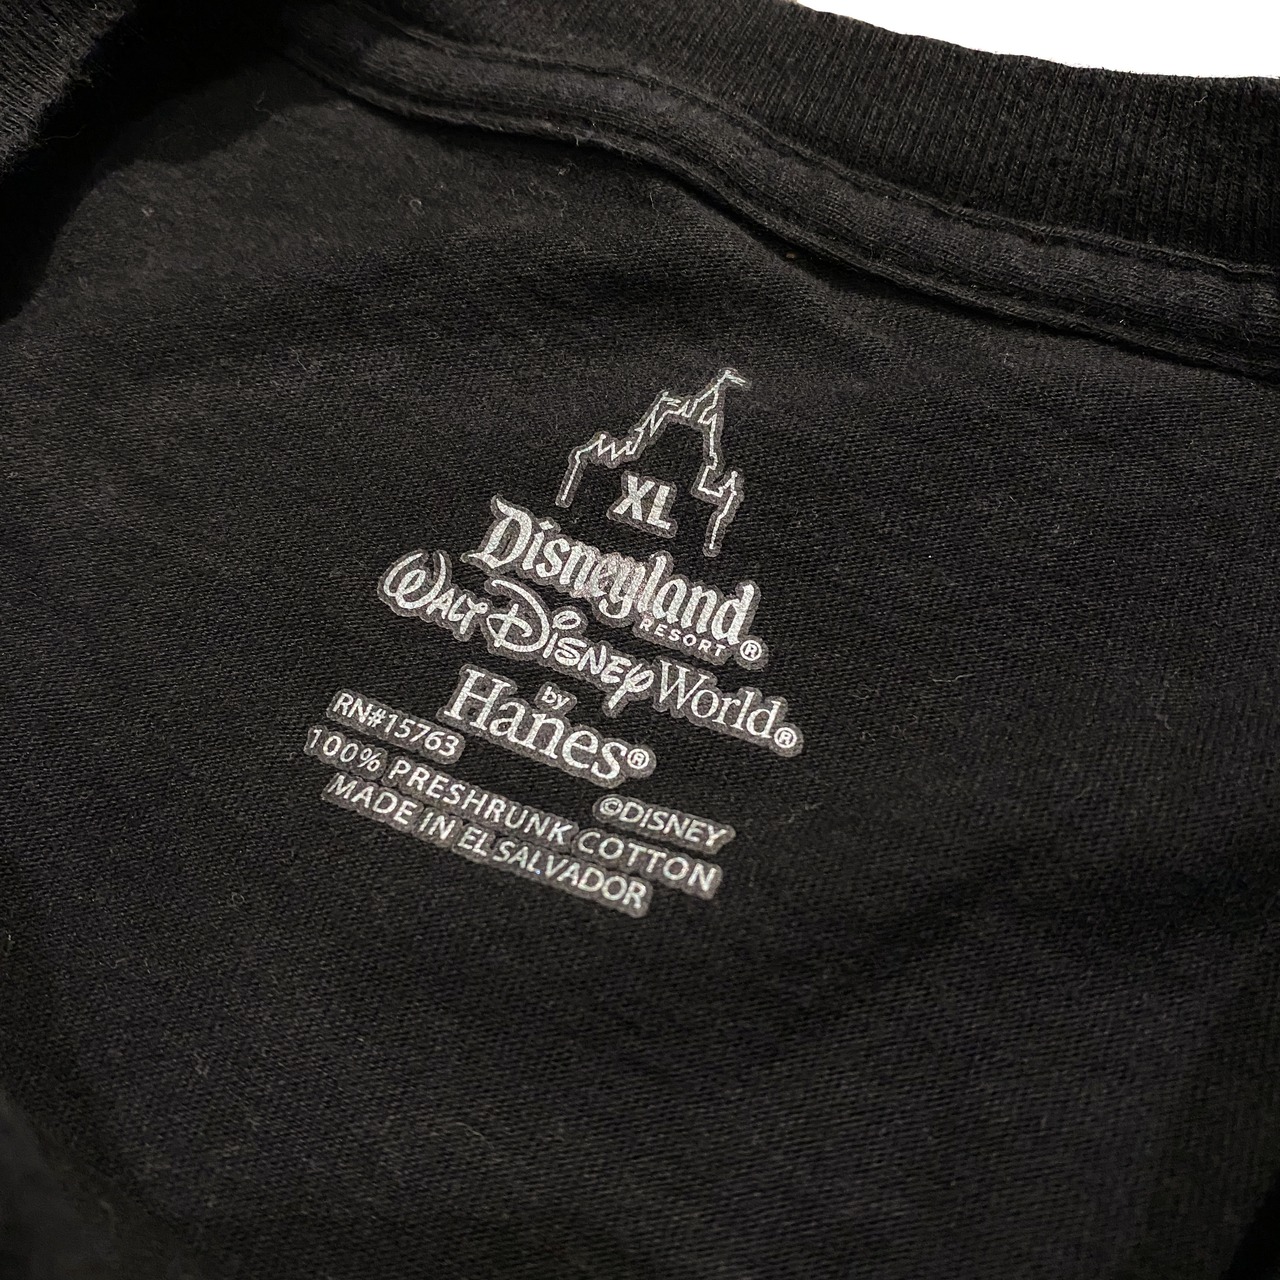 XL
Disneyland
RESORT®
WALT DISNEY World®
by
Hanes®
RN#15763
©DISNEY
100% PRESHRUNK COTTON
MADE IN EL SALVADOR